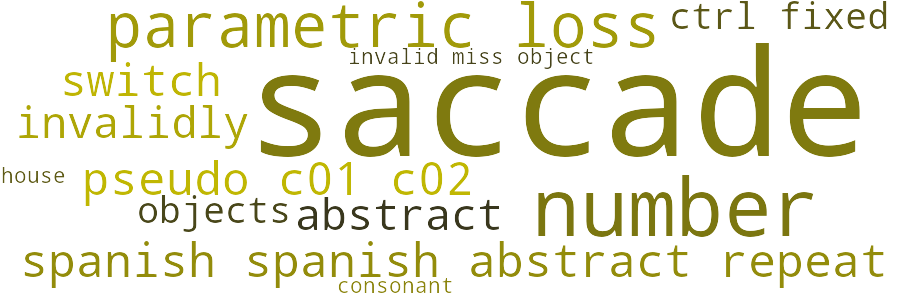 parametric loss
ctrl fixed
invalid miss object
switch
saccade
invalidly
house
pseudo c01 c02
objects
abstract
number
spanish spanish abstract repeat
consonant